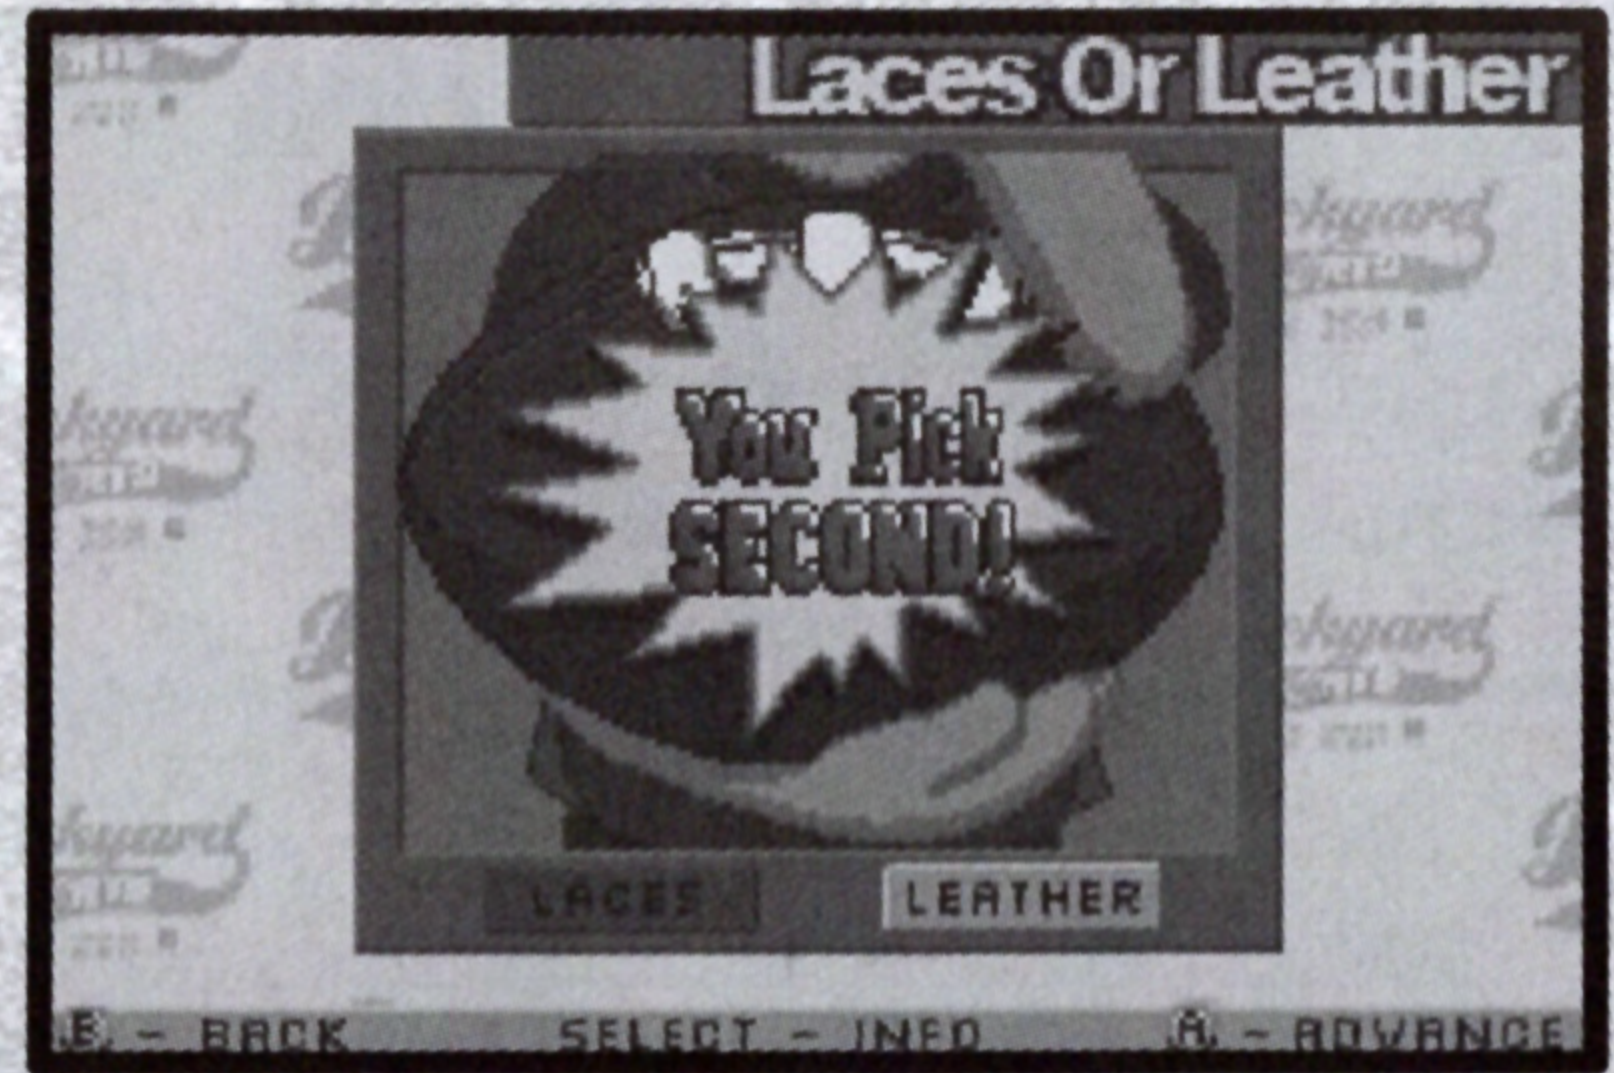 Laces Or Leather
You Pick
SECOND!
LACES
LEATHER
B - BACK
SELECT - INFO
A - ADVANCE